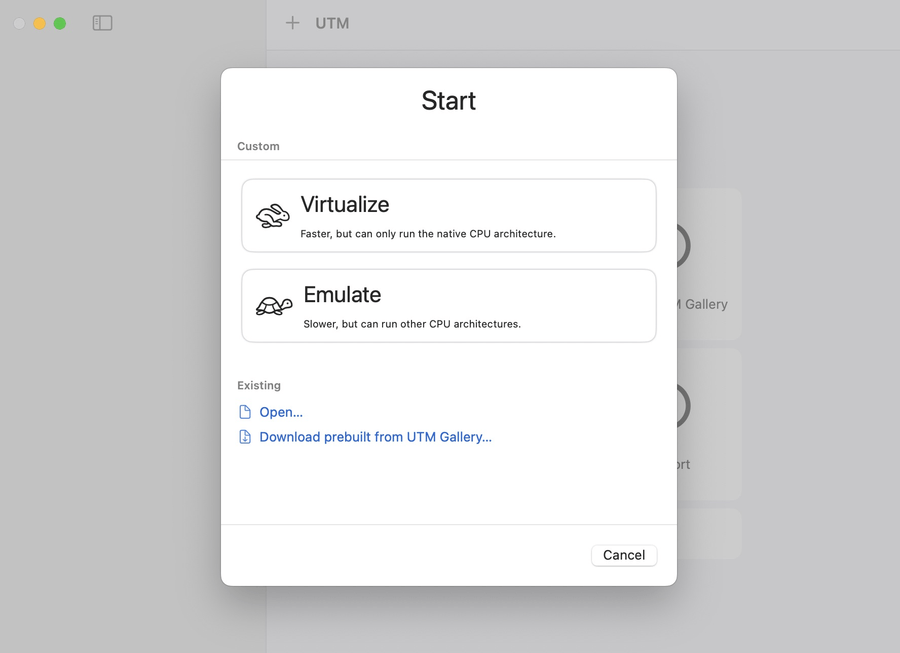 UTM
Start
Custom
Virtualize
Faster, but can only run the native CPU architecture.
Emulate
Slower, but can run other CPU architectures.
Gallery
Existing
Open...
Download prebuilt from UTM Gallery...
Cancel